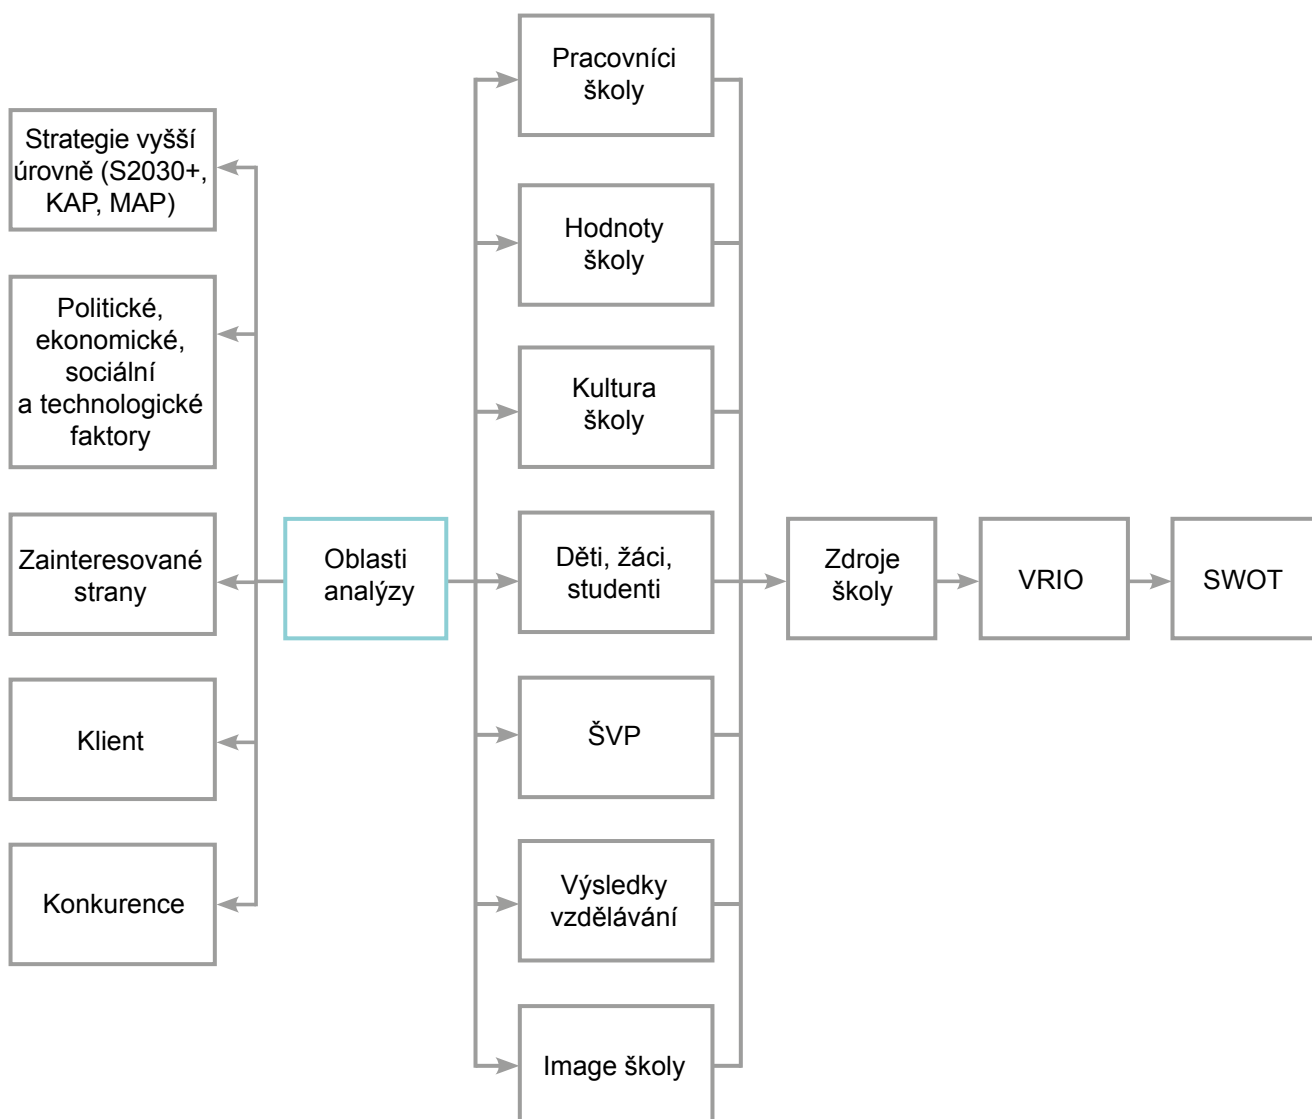 Strategie vyšší
úrovně (S2030+,
KAP, MAP)
Politické,
ekonomické,
sociální
a technologické
faktory
Zainteresované
strany
Klient
Konkurence
Oblasti
analýzy
Pracovníci
školy
Hodnoty
školy
Kultura
školy
Děti, žáci,
studenti
ŠVP
Výsledky
vzdělávání
Image školy
Zdroje
školy
VRIO
SWOT